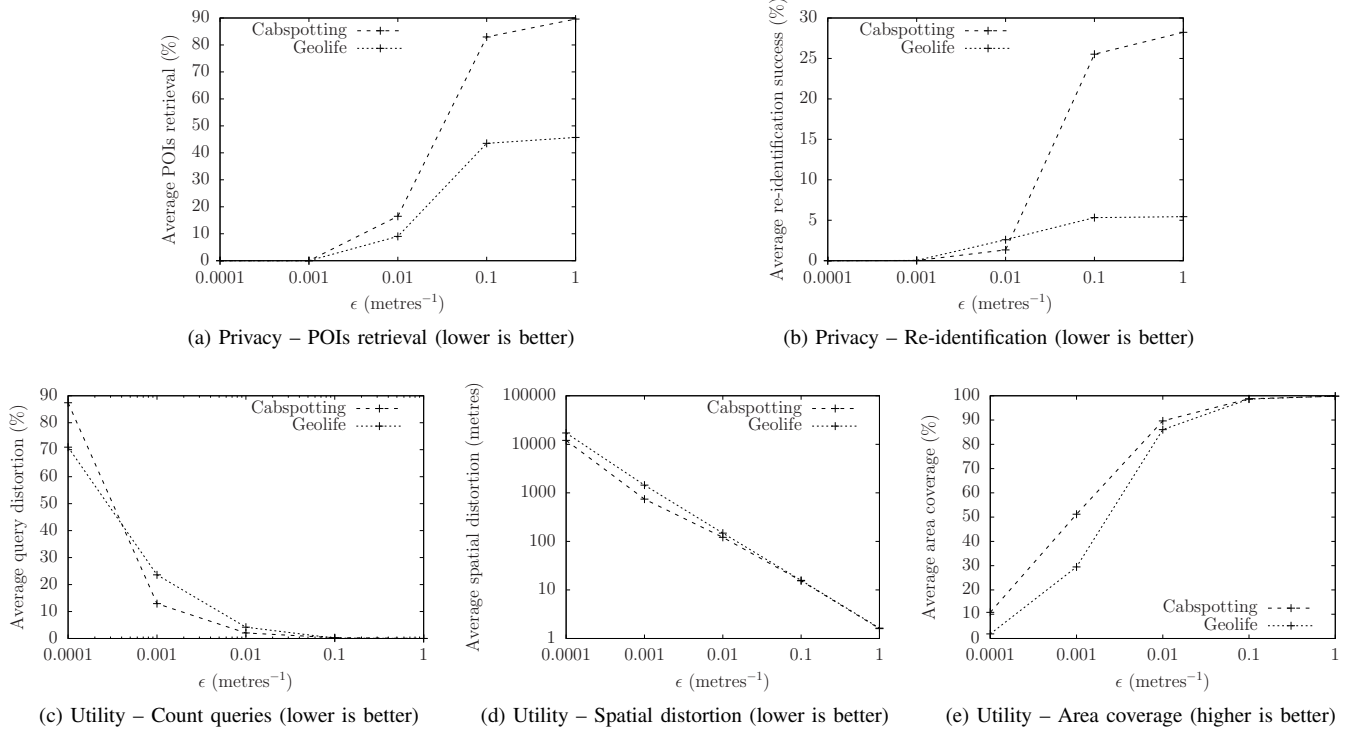 Average POIs retrieval (%)
90
80
70
60
50
40
30
20
10
0
Cabspotting
Geolife
0.0001 0.001 0.01 0.1 1
ϵ (metres⁻¹)
(a) Privacy – POIs retrieval (lower is better)
Average re-identification success (%)
30
25
20
15
10
5
0
Cabspotting
Geolife
0.0001 0.001 0.01 0.1 1
ϵ (metres⁻¹)
(b) Privacy – Re-identification (lower is better)
Average query distortion (%)
90
80
70
60
50
40
30
20
10
0
Cabspotting
Geolife
0.0001 0.001 0.01 0.1 1
ϵ (metres⁻¹)
(c) Utility – Count queries (lower is better)
Average spatial distortion (metres)
100000
10000
1000
100
10
1
Cabspotting
Geolife
0.0001 0.001 0.01 0.1 1
ϵ (metres⁻¹)
(d) Utility – Spatial distortion (lower is better)
Average area coverage (%)
100
90
80
70
60
50
40
30
20
10
0
Cabspotting
Geolife
0.0001 0.001 0.01 0.1 1
ϵ (metres⁻¹)
(e) Utility – Area coverage (higher is better)